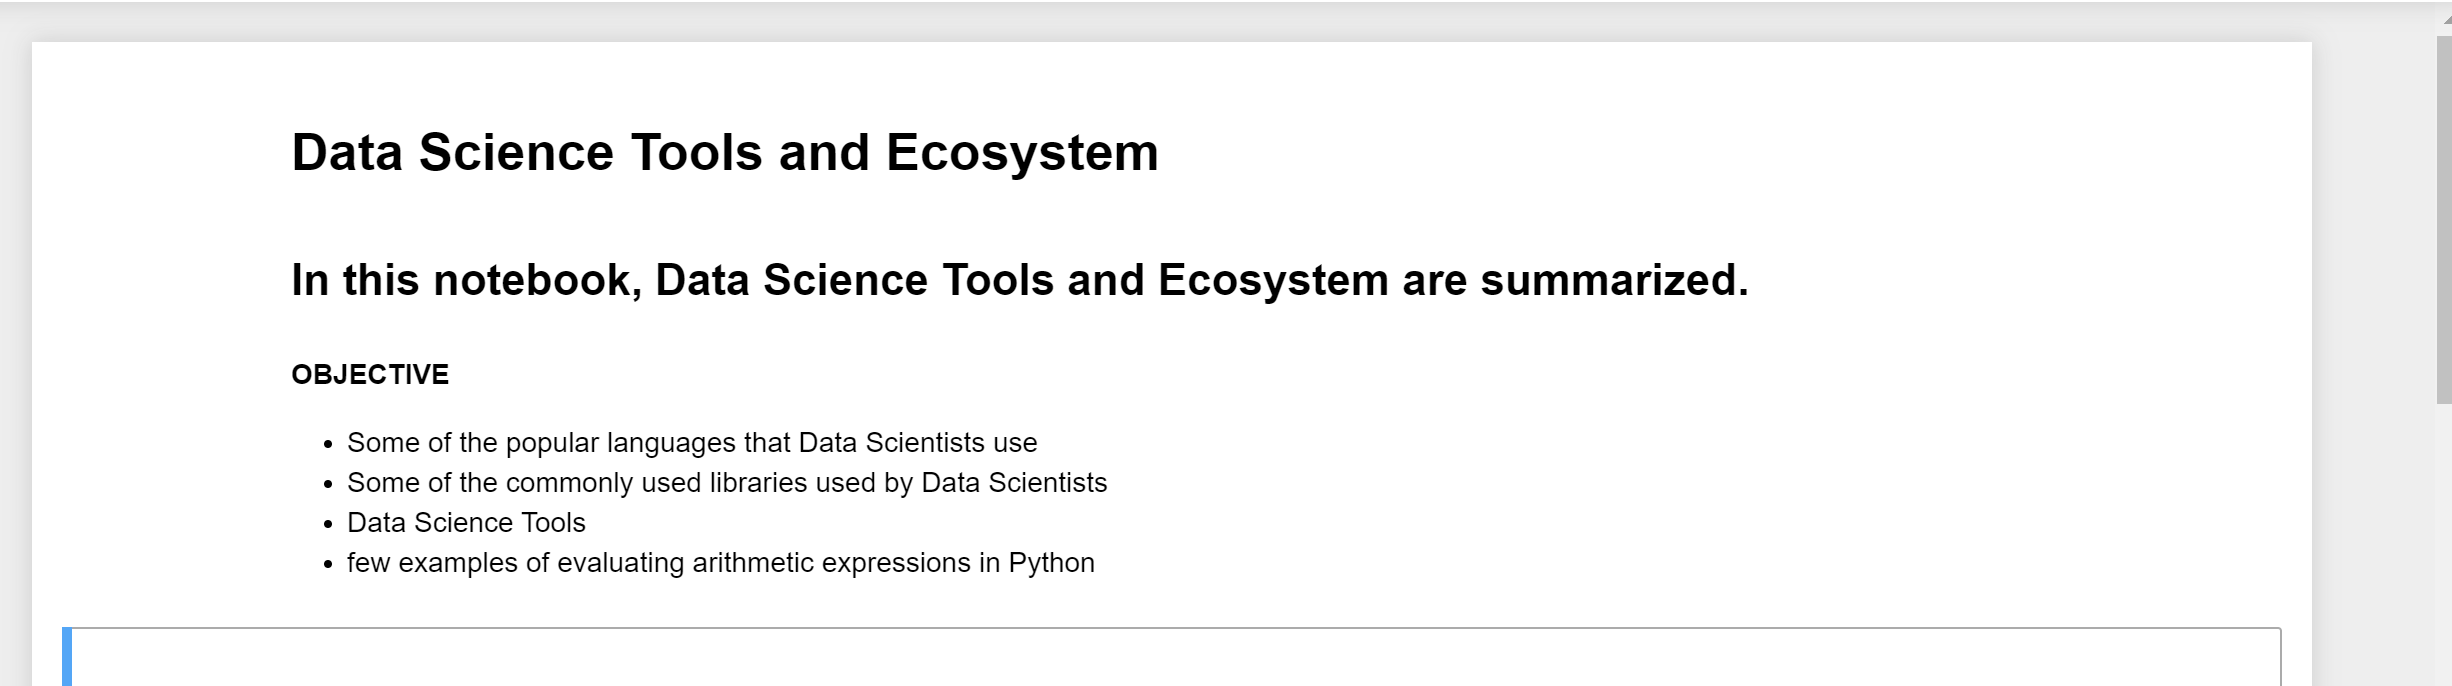 Data Science Tools and Ecosystem
In this notebook, Data Science Tools and Ecosystem are summarized.
OBJECTIVE
• Some of the popular languages that Data Scientists use
• Some of the commonly used libraries used by Data Scientists
• Data Science Tools
• few examples of evaluating arithmetic expressions in Python